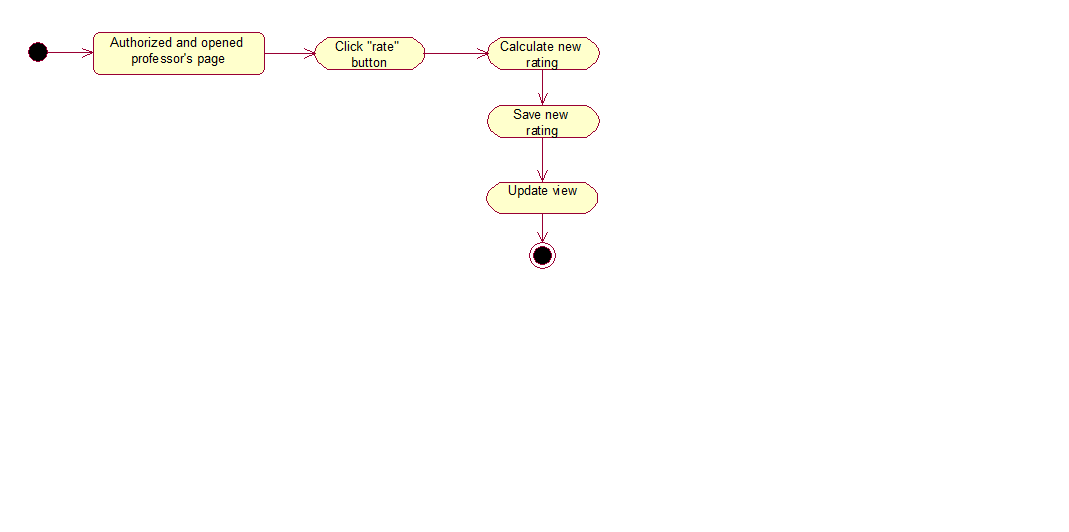 Authorized and opened
professor's page
Click "rate"
button
Calculate new
rating
Save new
rating
Update view